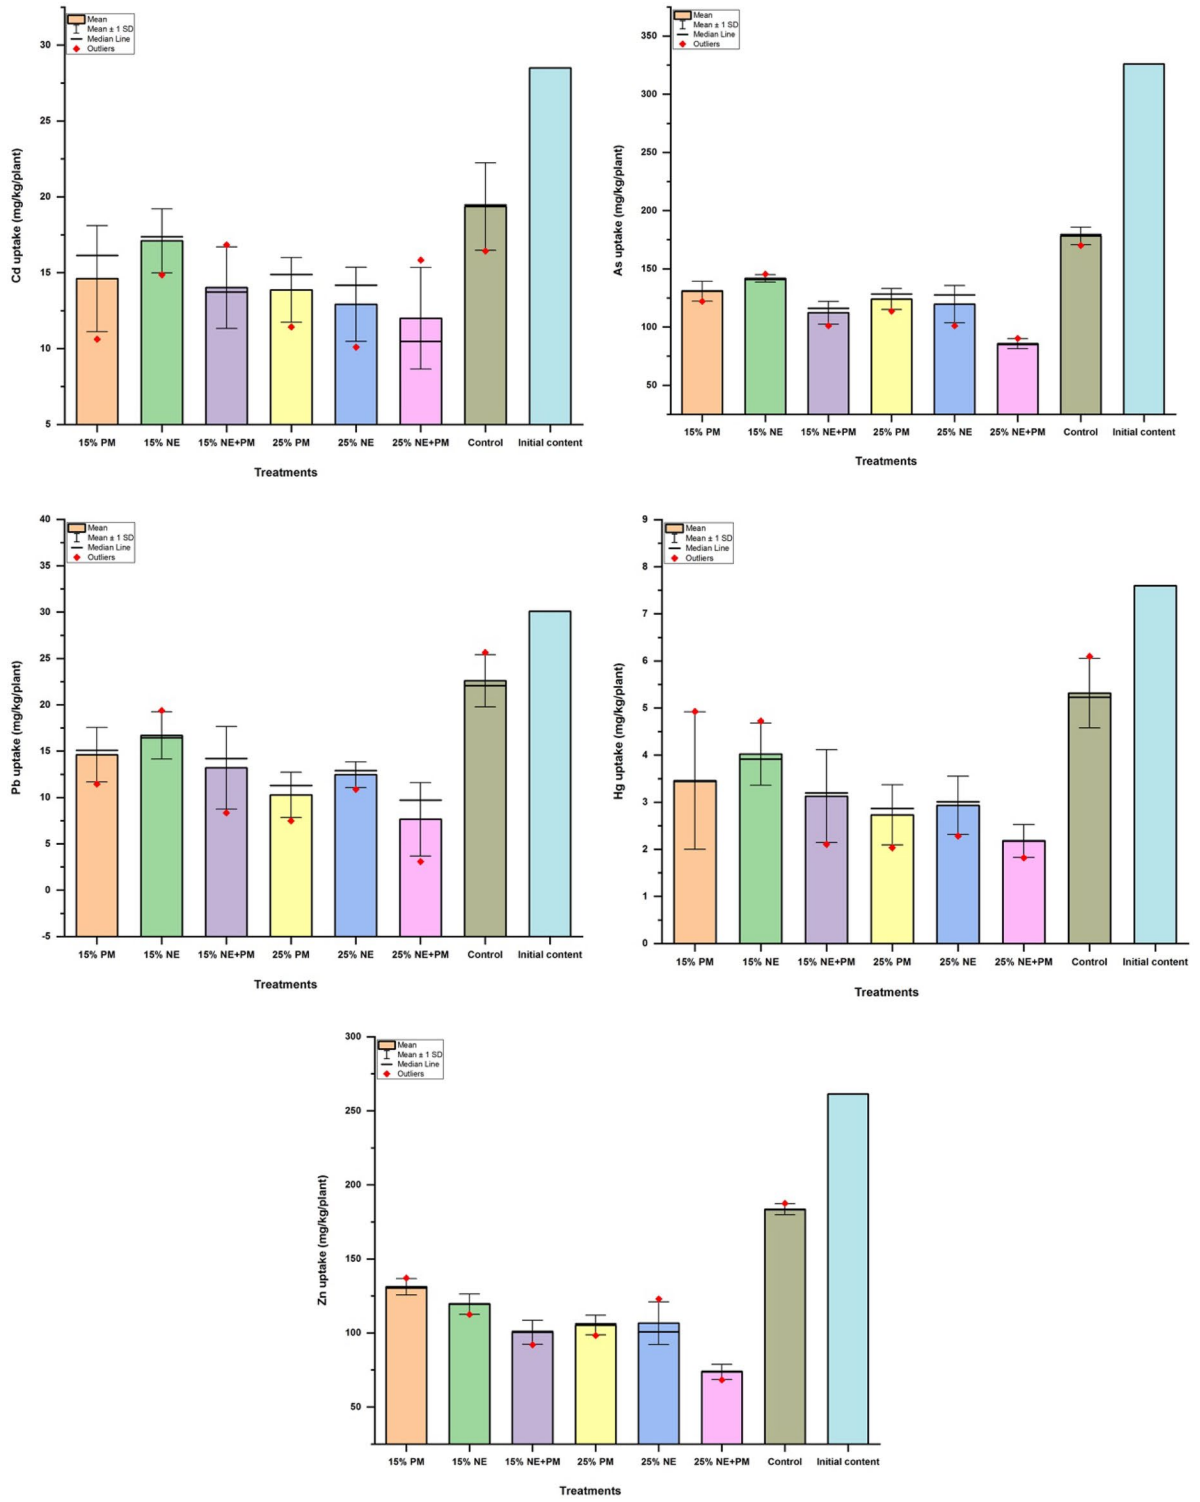 Mean
Mean ± 1 SD
Median Line
Outliers
30
25
20
15
10
5
Cd uptake (mg/kg/plant)
15% PM
15% NE
15% NE+PM
25% PM
25% NE
25% NE+PM
Control
Initial content
Treatments
Mean
Mean ± 1 SD
Median Line
Outliers
350
300
250
200
150
100
50
As uptake (mg/kg/plant)
15% PM
15% NE
15% NE+PM
25% PM
25% NE
25% NE+PM
Control
Initial content
Treatments
Mean
Mean ± 1 SD
Median Line
Outliers
40
35
30
25
20
15
10
5
0
-5
Pb uptake (mg/kg/plant)
15% PM
15% NE
15% NE+PM
25% PM
25% NE
25% NE+PM
Control
Initial content
Treatments
Mean
Mean ± 1 SD
Median Line
Outliers
9
8
7
6
5
4
3
2
1
0
Hg uptake (mg/kg/plant)
15% PM
15% NE
15% NE+PM
25% PM
25% NE
25% NE+PM
Control
Initial content
Treatments
Mean
Mean ± 1 SD
Median Line
Outliers
300
250
200
150
100
50
Zn uptake (mg/kg/plant)
15% PM
15% NE
15% NE+PM
25% PM
25% NE
25% NE+PM
Control
Initial content
Treatments